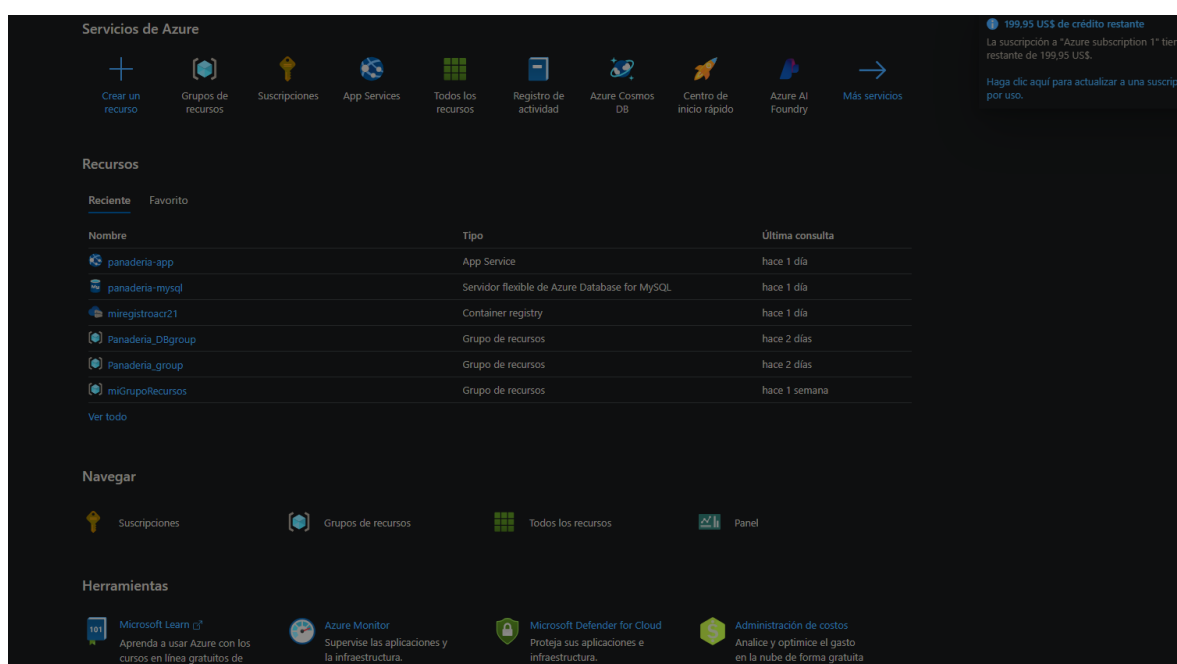 Servicios de Azure
199,95 US$ de crédito restante
La suscripción a "Azure subscription 1"
restante de 199,95 US$.
Haga clic aquí para actualizar a una
por uso.
Crear un
recurso
Grupos de
recursos
Suscripciones
App Services
Todos los
recursos
Registro de
actividad
Azure Cosmos
DB
Centro de
inicio rápido
Azure AI
Foundry
Más servicios
Recursos
Reciente Favorito
Nombre Tipo Última consulta
panaderia-app App Service hace 1 día
panaderia-mysql Servidor flexible de Azure Database for MySQL hace 1 día
miregistroacr21 Container registry hace 1 día
Panaderia_DBgroup Grupo de recursos hace 2 días
Panaderia_group Grupo de recursos hace 2 días
miGrupoRecursos Grupo de recursos hace 1 semana
Ver todo
Navegar
Suscripciones Grupos de recursos Todos los recursos Panel
Herramientas
101
Microsoft Learn
Aprenda a usar Azure con los
cursos en línea gratuitos de
Azure Monitor
Supervise las aplicaciones y
la infraestructura.
Microsoft Defender for Cloud
Proteja sus aplicaciones e
infraestructura.
Administración de costos
Analice y optimice el gasto
en la nube de forma gratuita